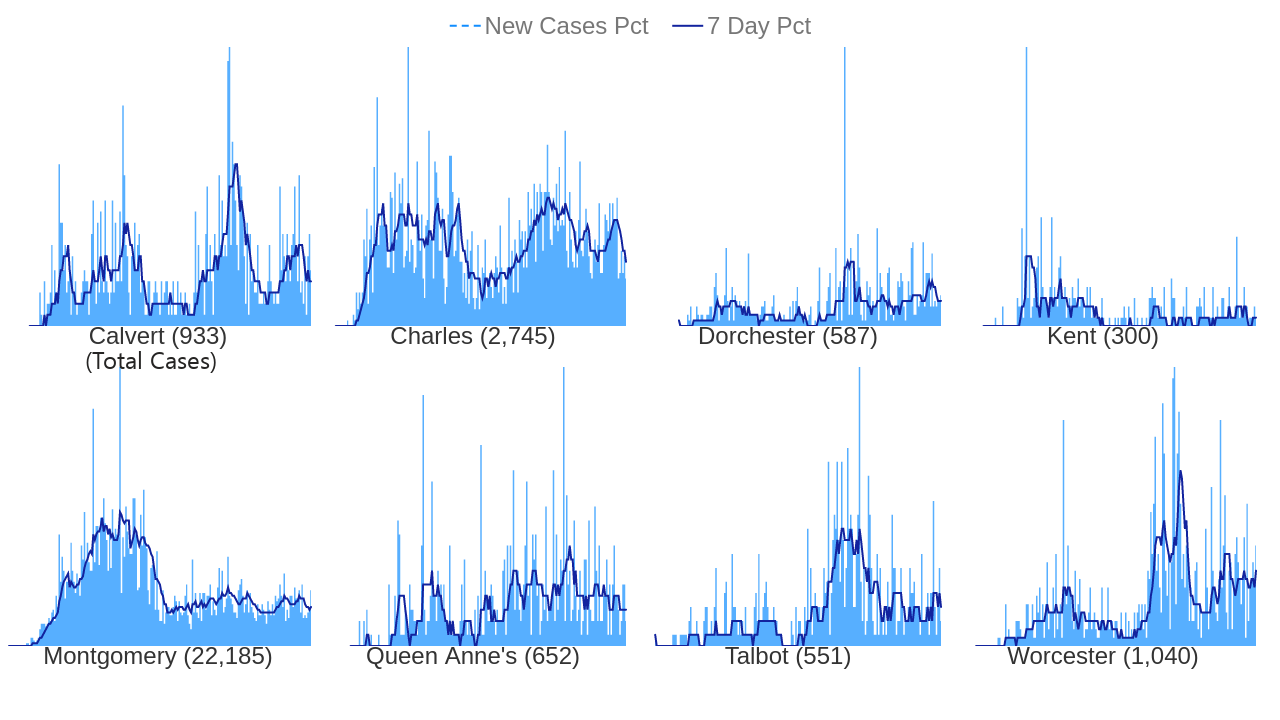 New Cases Pct 7 Day Pct
Calvert (933) Charles (2,745) Dorchester (587) Kent (300)
(Total Cases)
Montgomery (22,185) Queen Anne's (652) Talbot (551) Worcester (1,040)